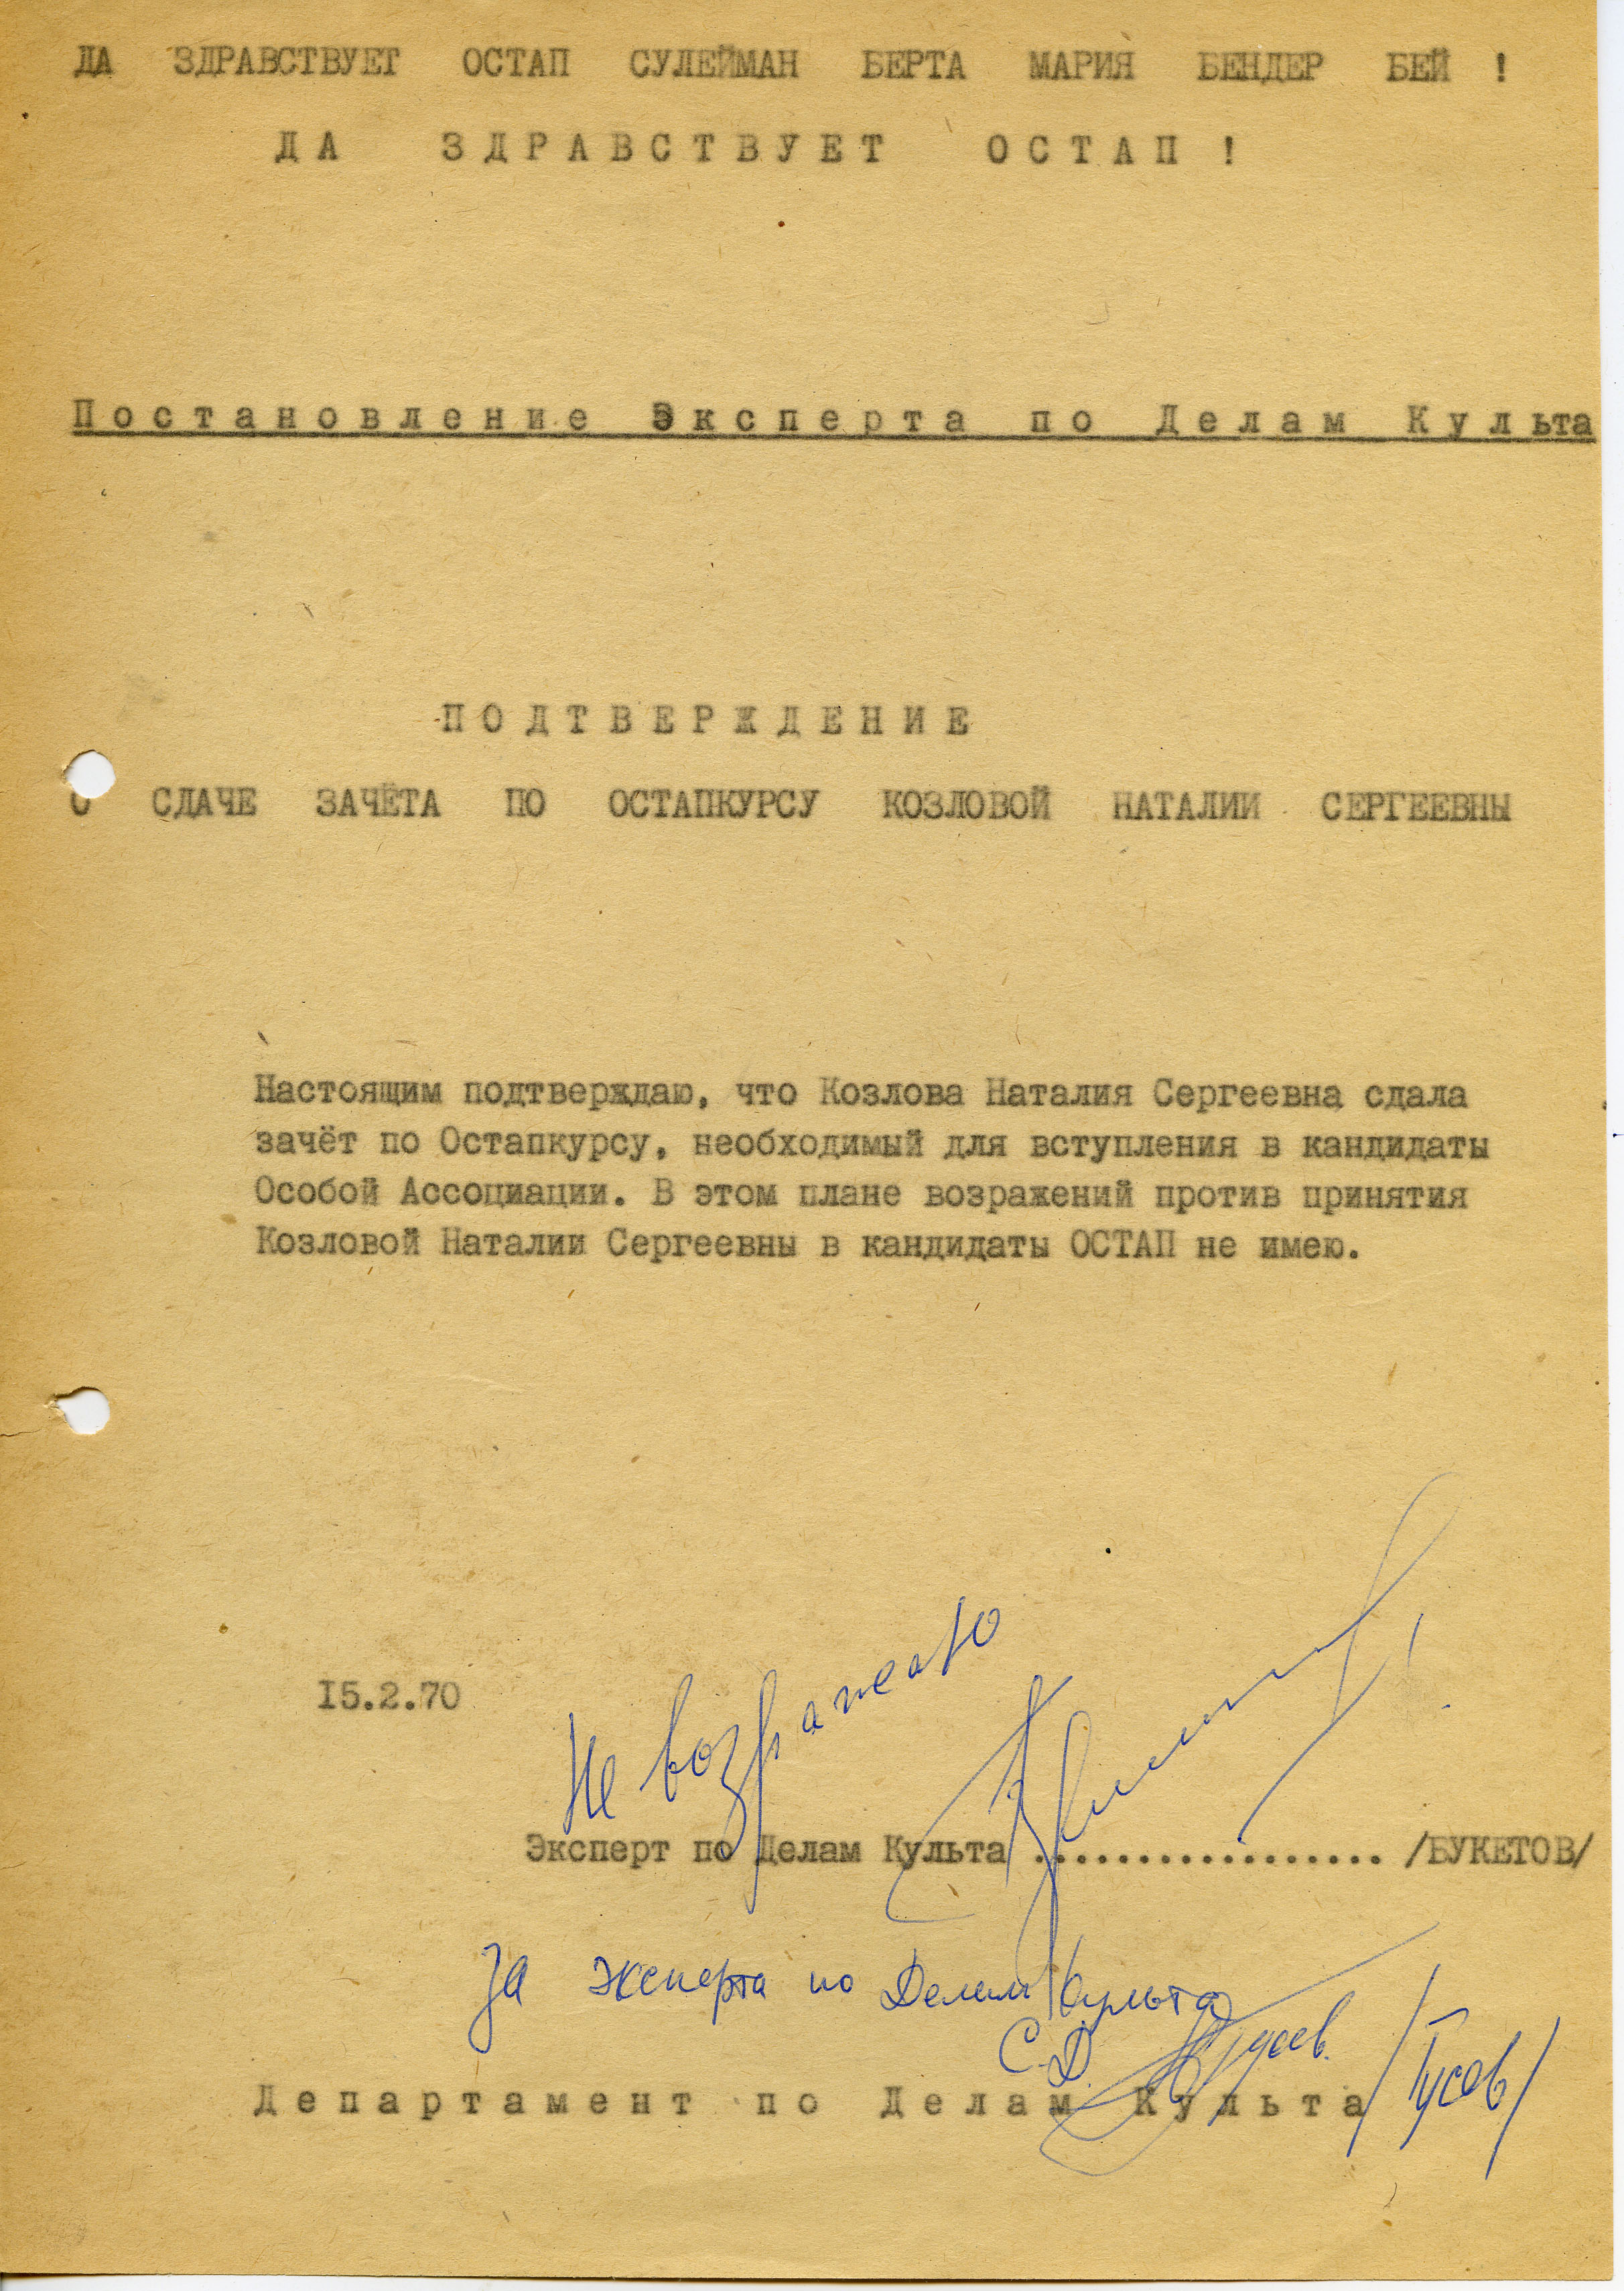 ДА ЗДРАВСТВУЕТ ОСТАП СУЛЕЙМАН БЕРТА МАРИЯ БЕНДЕР БЕЙ !
ДА ЗДРАВСТВУЕТ ОСТАП !
Постановление Эксперта по Делам Культа
ПОДТВЕРЖДЕНИЕ
О СДАЧЕ ЗАЧЁТА ПО ОСТАПКУРСУ КОЗЛОВОЙ НАТАЛИИ СЕРГЕЕВНЫ
Настоящим подтверждаю, что Козлова Наталия Сергеевна сдала
зачёт по Остапкурсу, необходимый для вступления в кандидаты
Особой Ассоциации. В этом плане возражений против принятия
Козловой Наталии Сергеевны в кандидаты ОСТАП не имею.
I5.2.70
Не возражаю
Эксперт по Делам Культа ................. /БУКЕТОВ/
За эксперта по Делам Культа
С.Д. Гусев /Гусев/
Департамент по Делам Культа